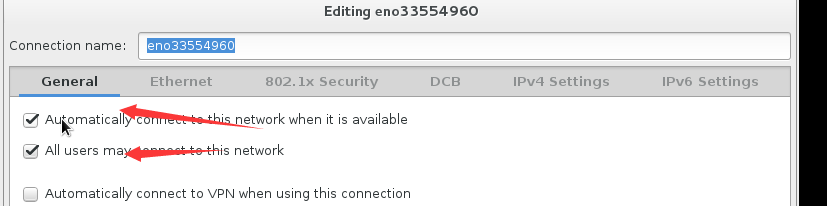 Editing eno33554960
Connection name: eno33554960
General Ethernet 802.1x Security DCB IPv4 Settings IPv6 Settings
Automatically connect to this network when it is available
All users may connect to this network
Automatically connect to VPN when using this connection